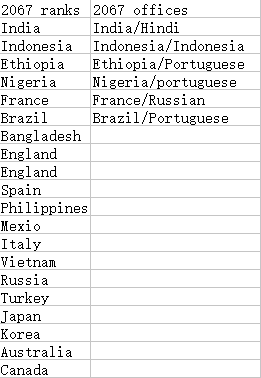 2067 ranks 2067 offices
India India/Hindi
Indonesia Indonesia/Indonesia
Ethiopia Ethiopia/Portuguese
Nigeria Nigeria/portuguese
France France/Russian
Brazil Brazil/Portuguese
Bangladesh
England
England
Spain
Philippines
Mexio
Italy
Vietnam
Russia
Turkey
Japan
Korea
Australia
Canada